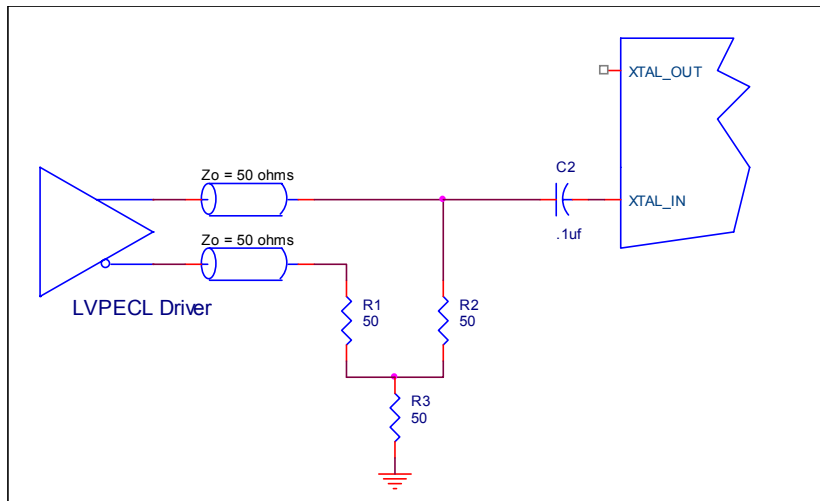 XTAL_OUT
C2
Zo = 50 ohms
XTAL_IN
.1uf
Zo = 50 ohms
LVPECL Driver
R1
50
R2
50
R3
50